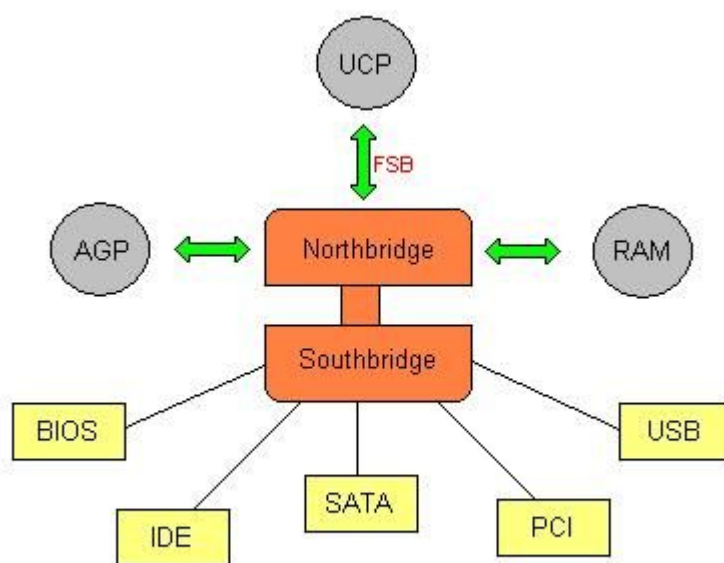 UCP
FSB
AGP
Northbridge
RAM
Southbridge
BIOS
USB
SATA
IDE
PCI